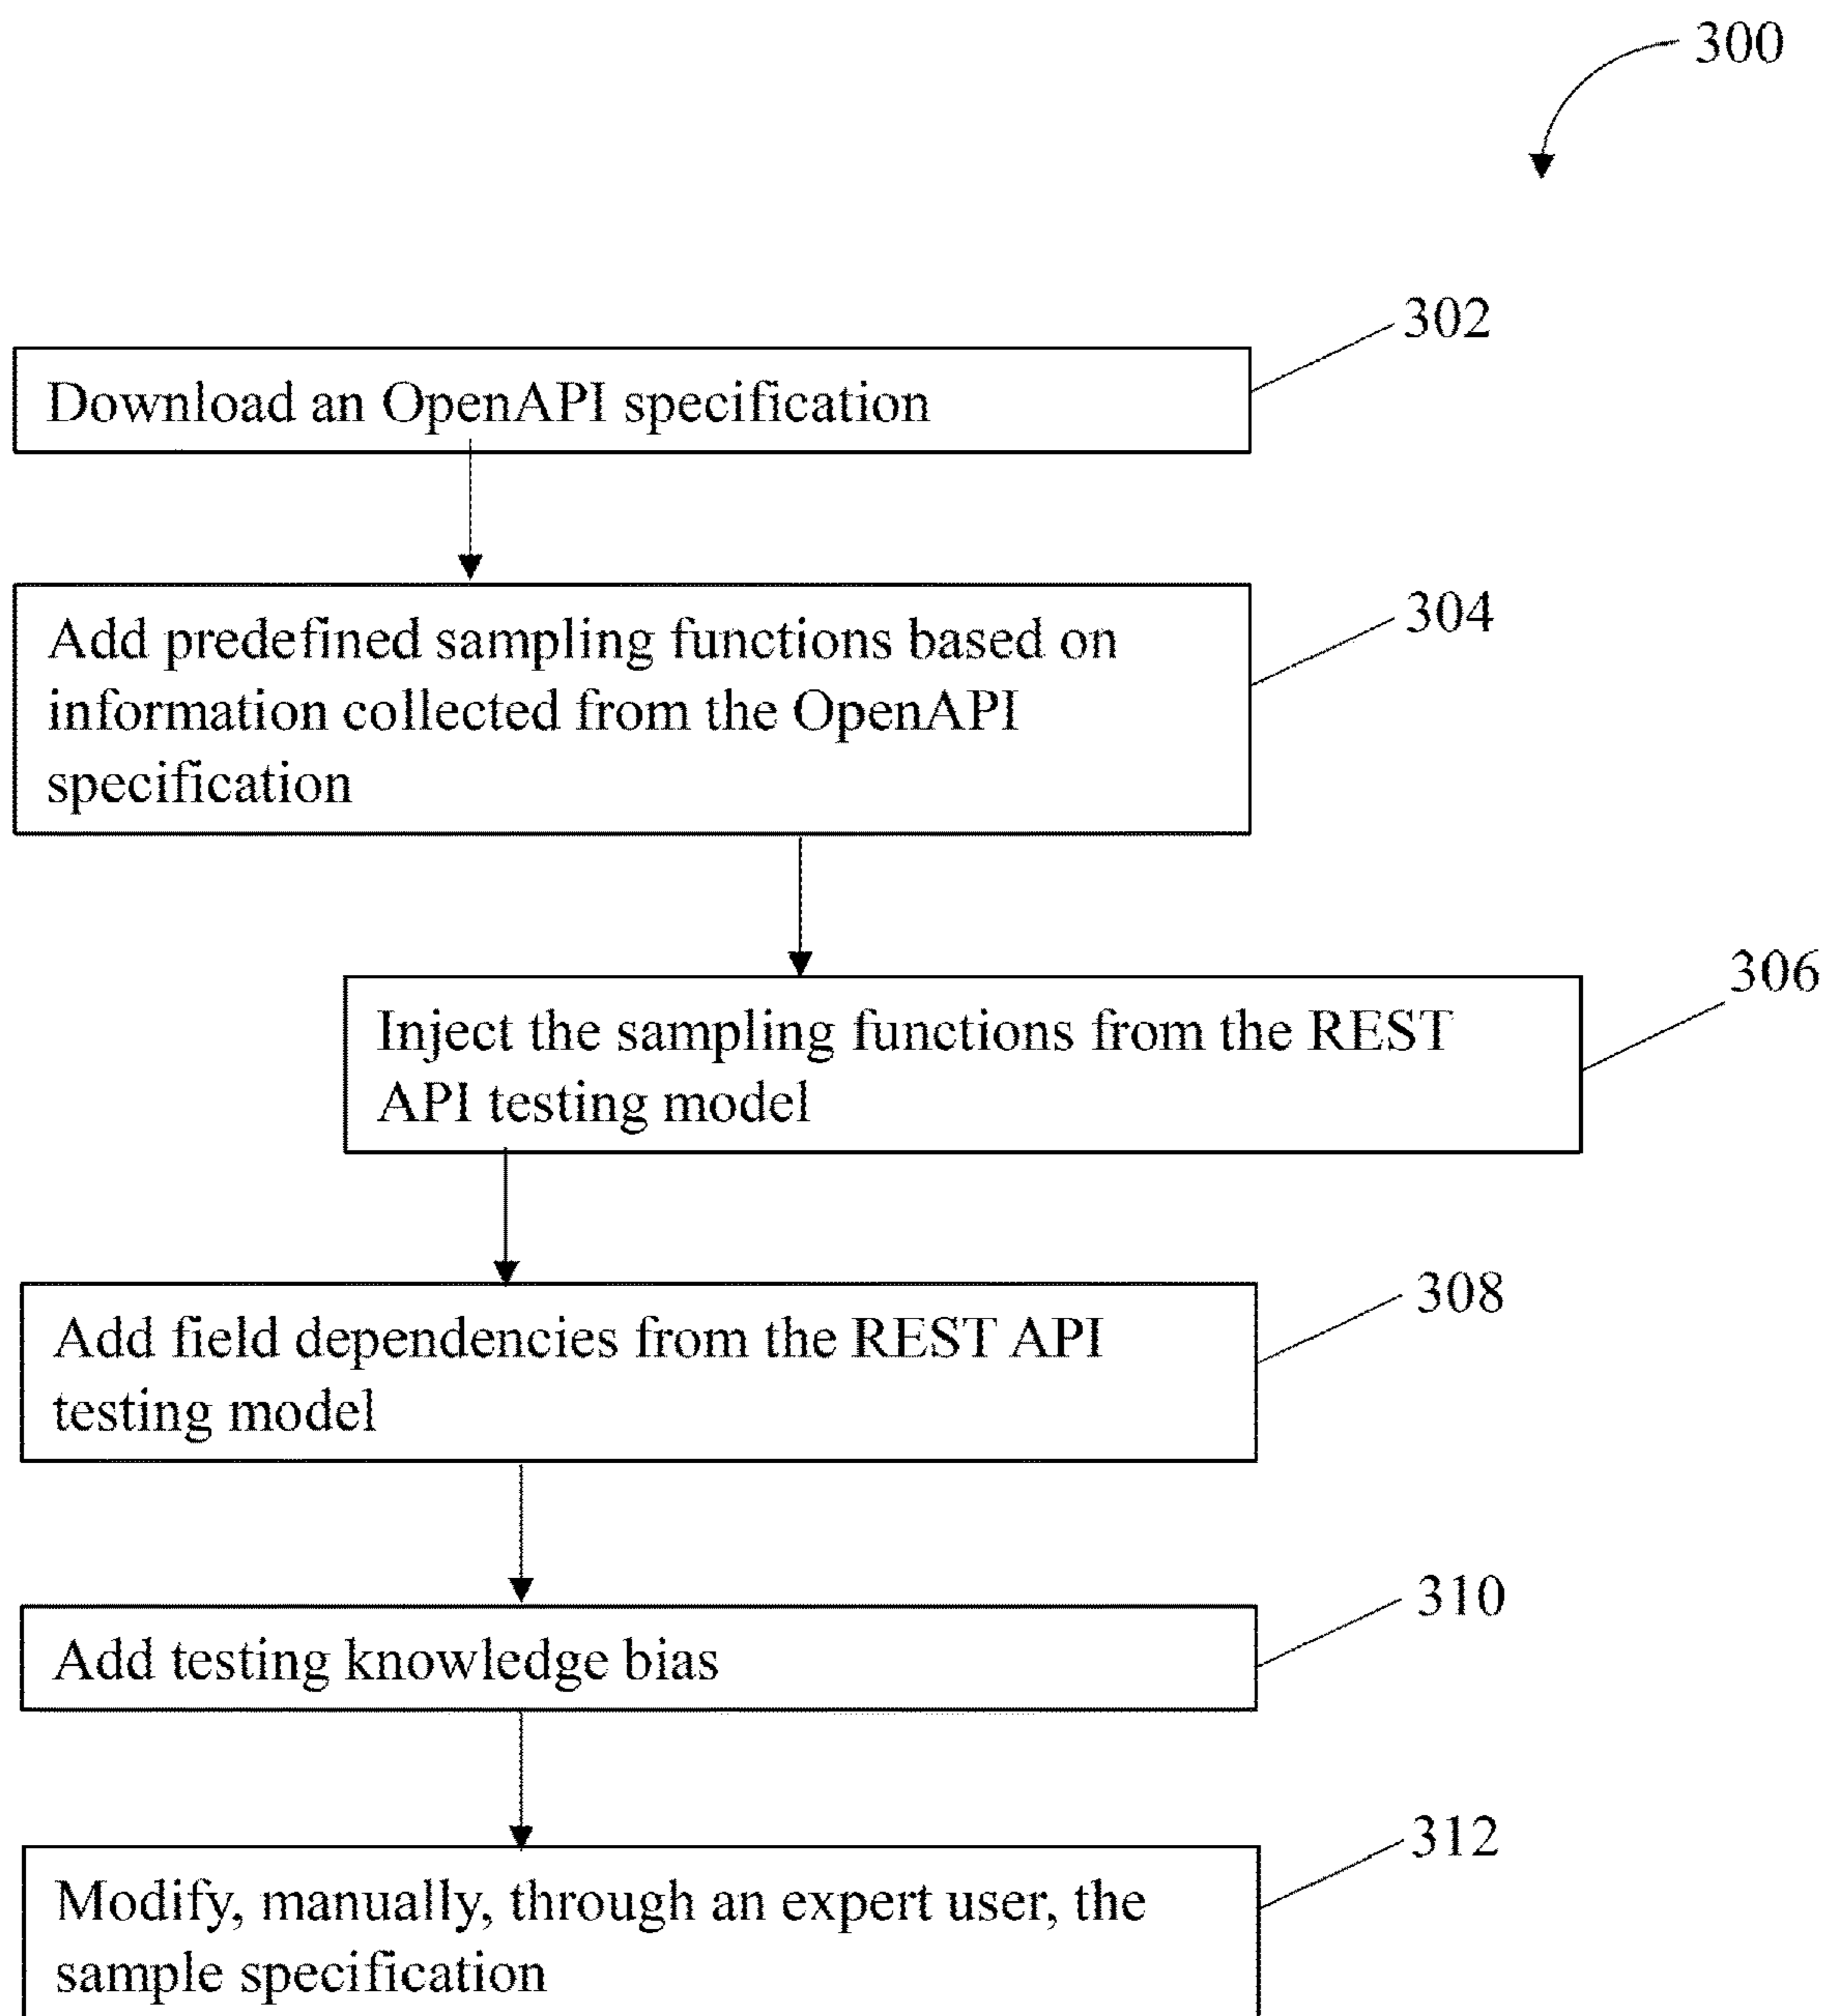 300
302
Download an OpenAPI specification
304
Add predefined sampling functions based on
information collected from the OpenAPI
specification
306
Inject the sampling functions from the REST
API testing model
308
Add field dependencies from the REST API
testing model
310
Add testing knowledge bias
312
Modify, manually, through an expert user, the
sample specification